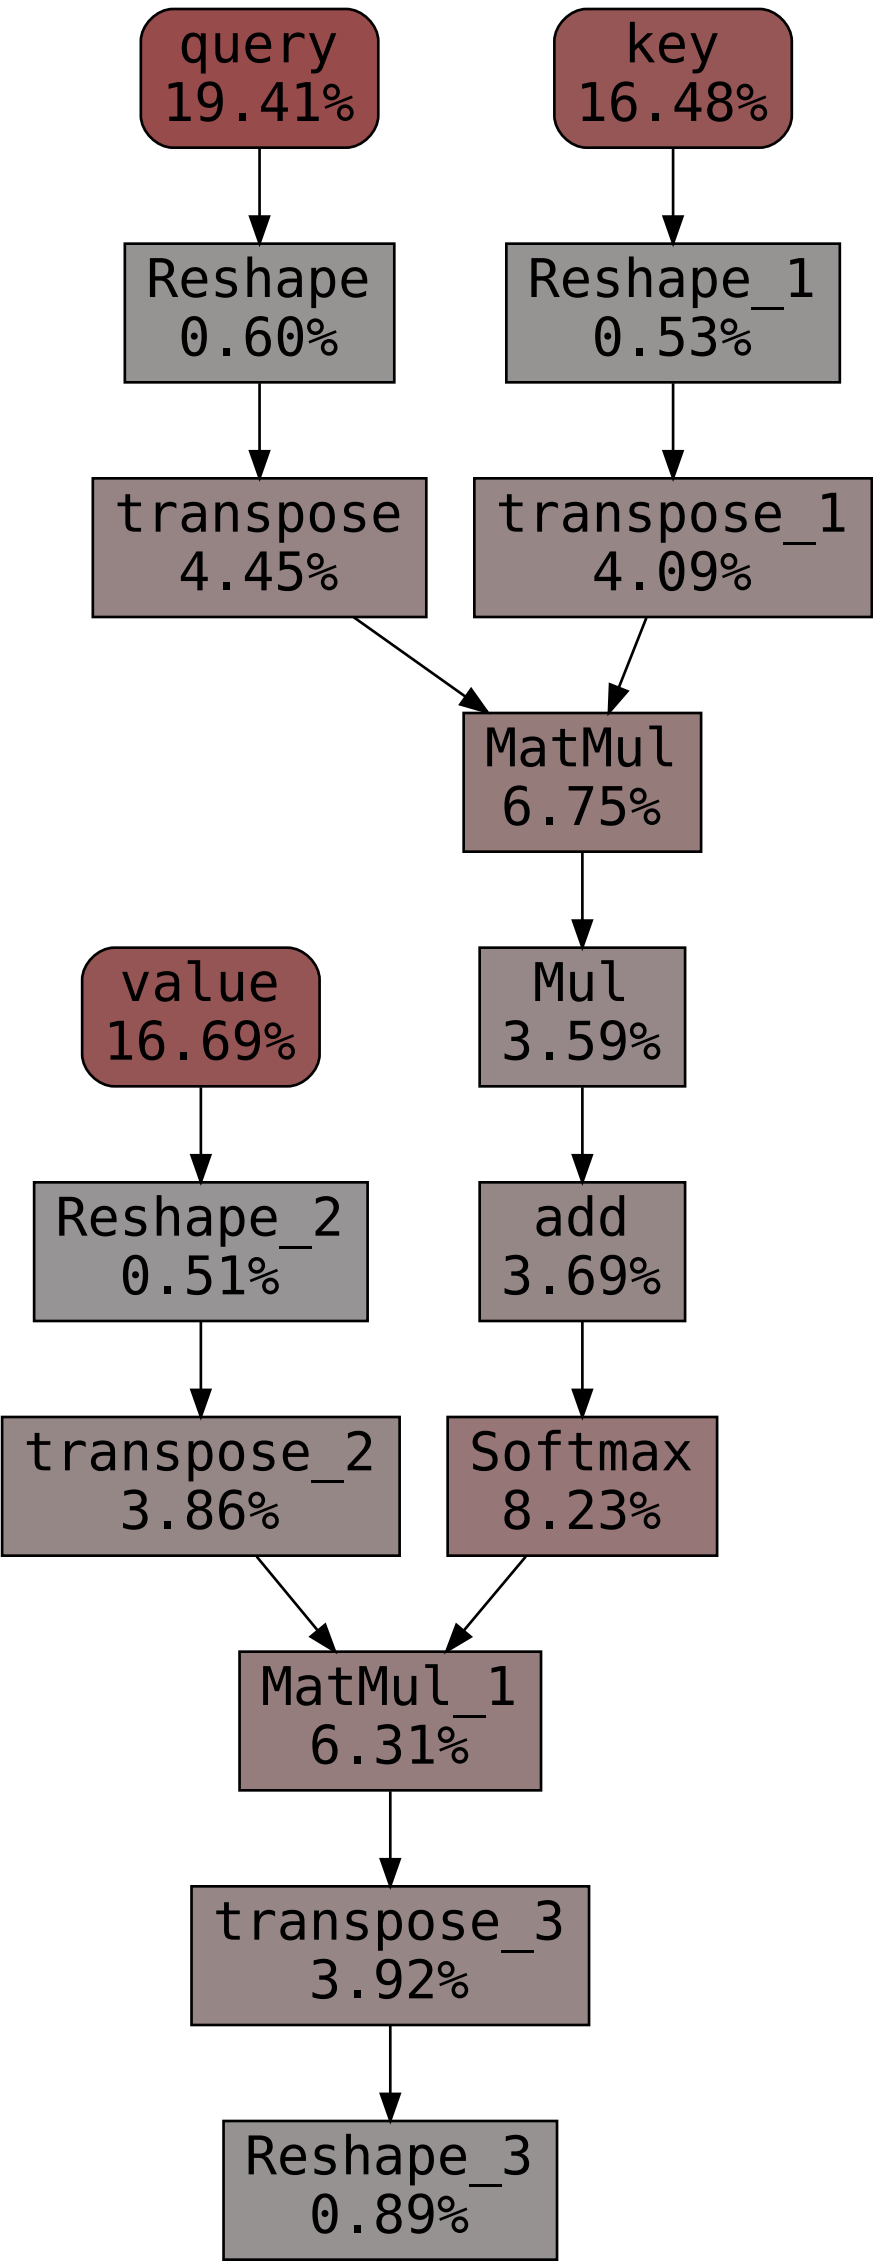 query
19.41%
key
16.48%
Reshape
0.60%
Reshape_1
0.53%
transpose
4.45%
transpose_1
4.09%
MatMul
6.75%
value
16.69%
Mul
3.59%
Reshape_2
0.51%
add
3.69%
transpose_2
3.86%
Softmax
8.23%
MatMul_1
6.31%
transpose_3
3.92%
Reshape_3
0.89%